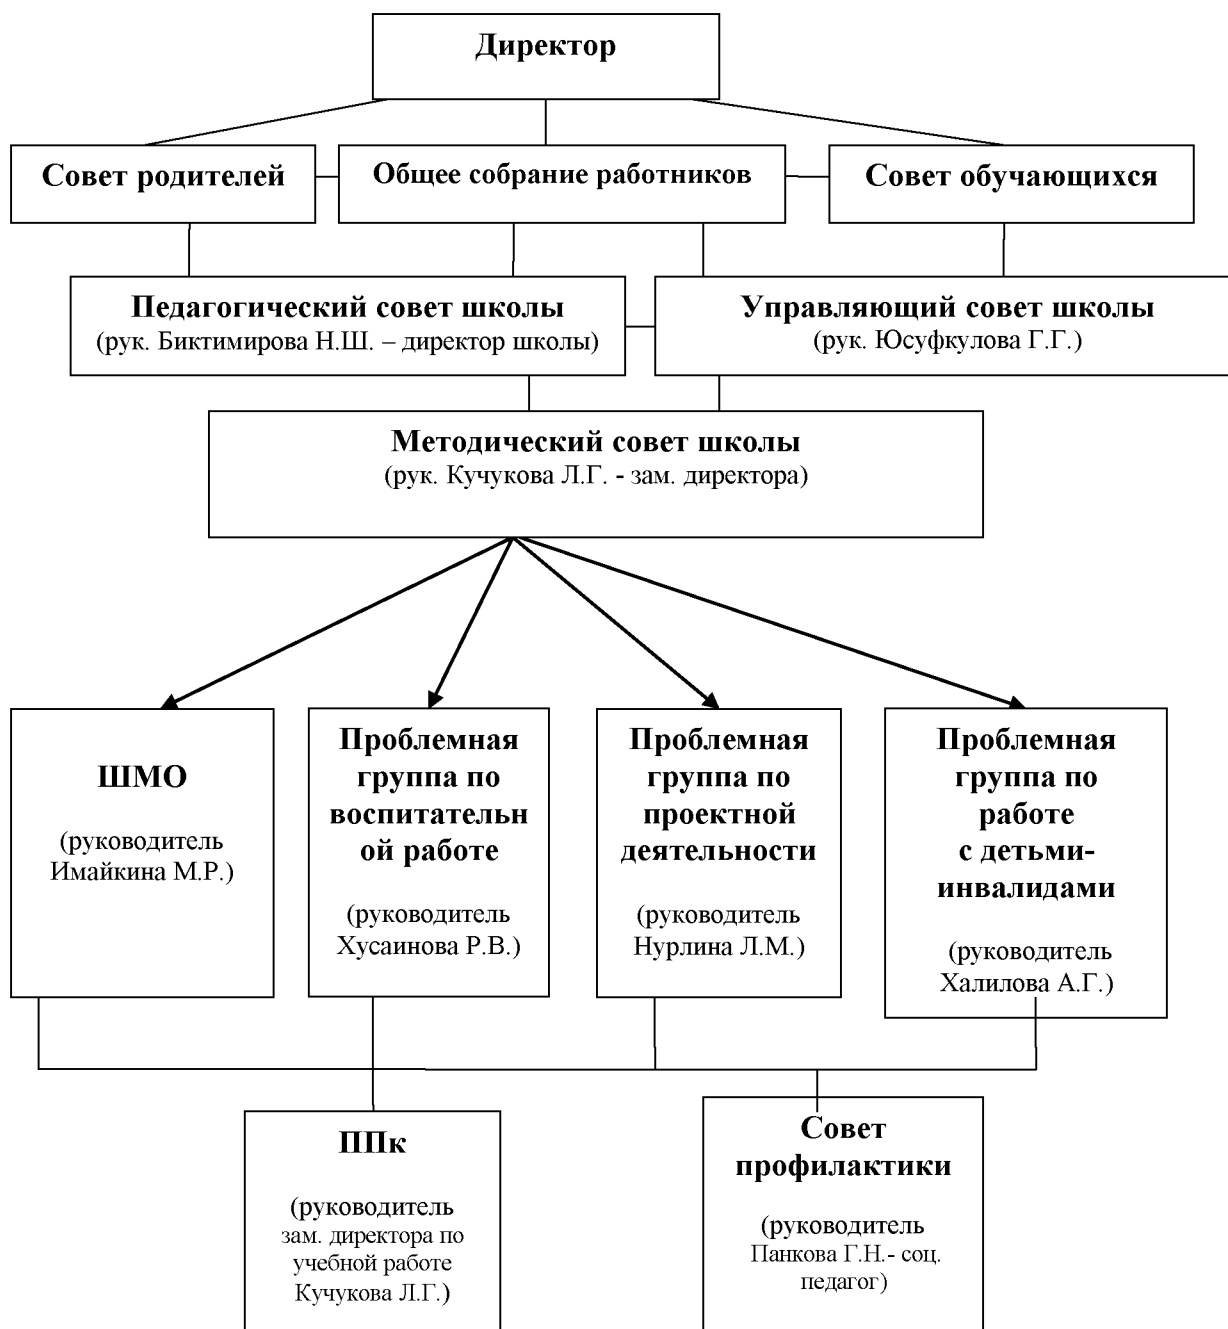 Директор
Совет родителей
Общее собрание работников
Совет обучающихся
Педагогический совет школы
(рук. Биктимирова Н.Ш. – директор школы)
Управляющий совет школы
(рук. Юсуфкулова Г.Г.)
Методический совет школы
(рук. Кучукова Л.Г. - зам. директора)
ШМО
(руководитель
Имайкина М.Р.)
Проблемная
группа по
воспитательн
ой работе
(руководитель
Хусаинова Р.В.)
Проблемная
группа по
проектной
деятельности
(руководитель
Нурлина Л.М.)
Проблемная
группа по
работе
с детьми-
инвалидами
(руководитель
Халилова А.Г.)
ППк
(руководитель
зам. директора по
учебной работе
Кучукова Л.Г.)
Совет
профилактики
(руководитель
Панкова Г.Н.- соц.
педагог)